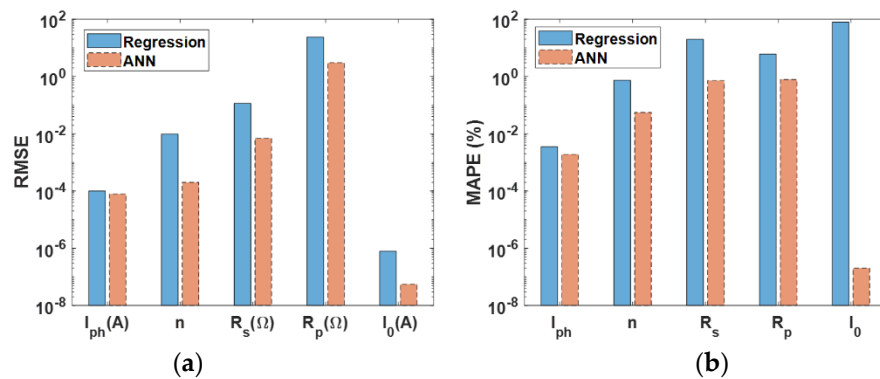 Regression
ANN
RMSE
10^2
10^0
10^-2
10^-4
10^-6
10^-8
I_ph(A) n R_s(Ω) R_p(Ω) I_0(A)
(a)
Regression
ANN
MAPE (%)
10^2
10^0
10^-2
10^-4
10^-6
10^-8
I_ph n R_s R_p I_0
(b)